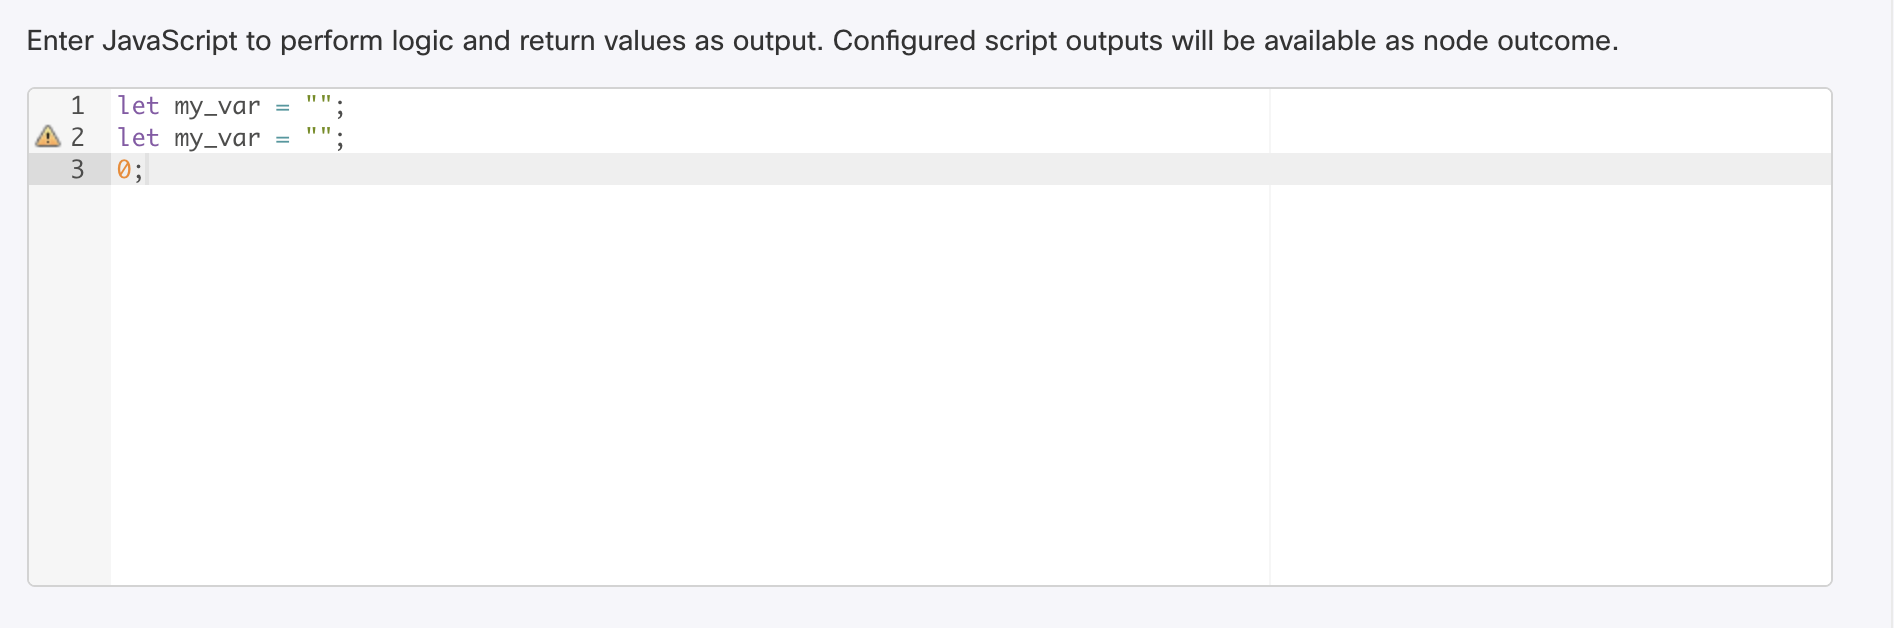 Enter JavaScript to perform logic and return values as output. Configured script outputs will be available as node outcome.
1 let my_var = "";
2 let my_var = "";
3 0;